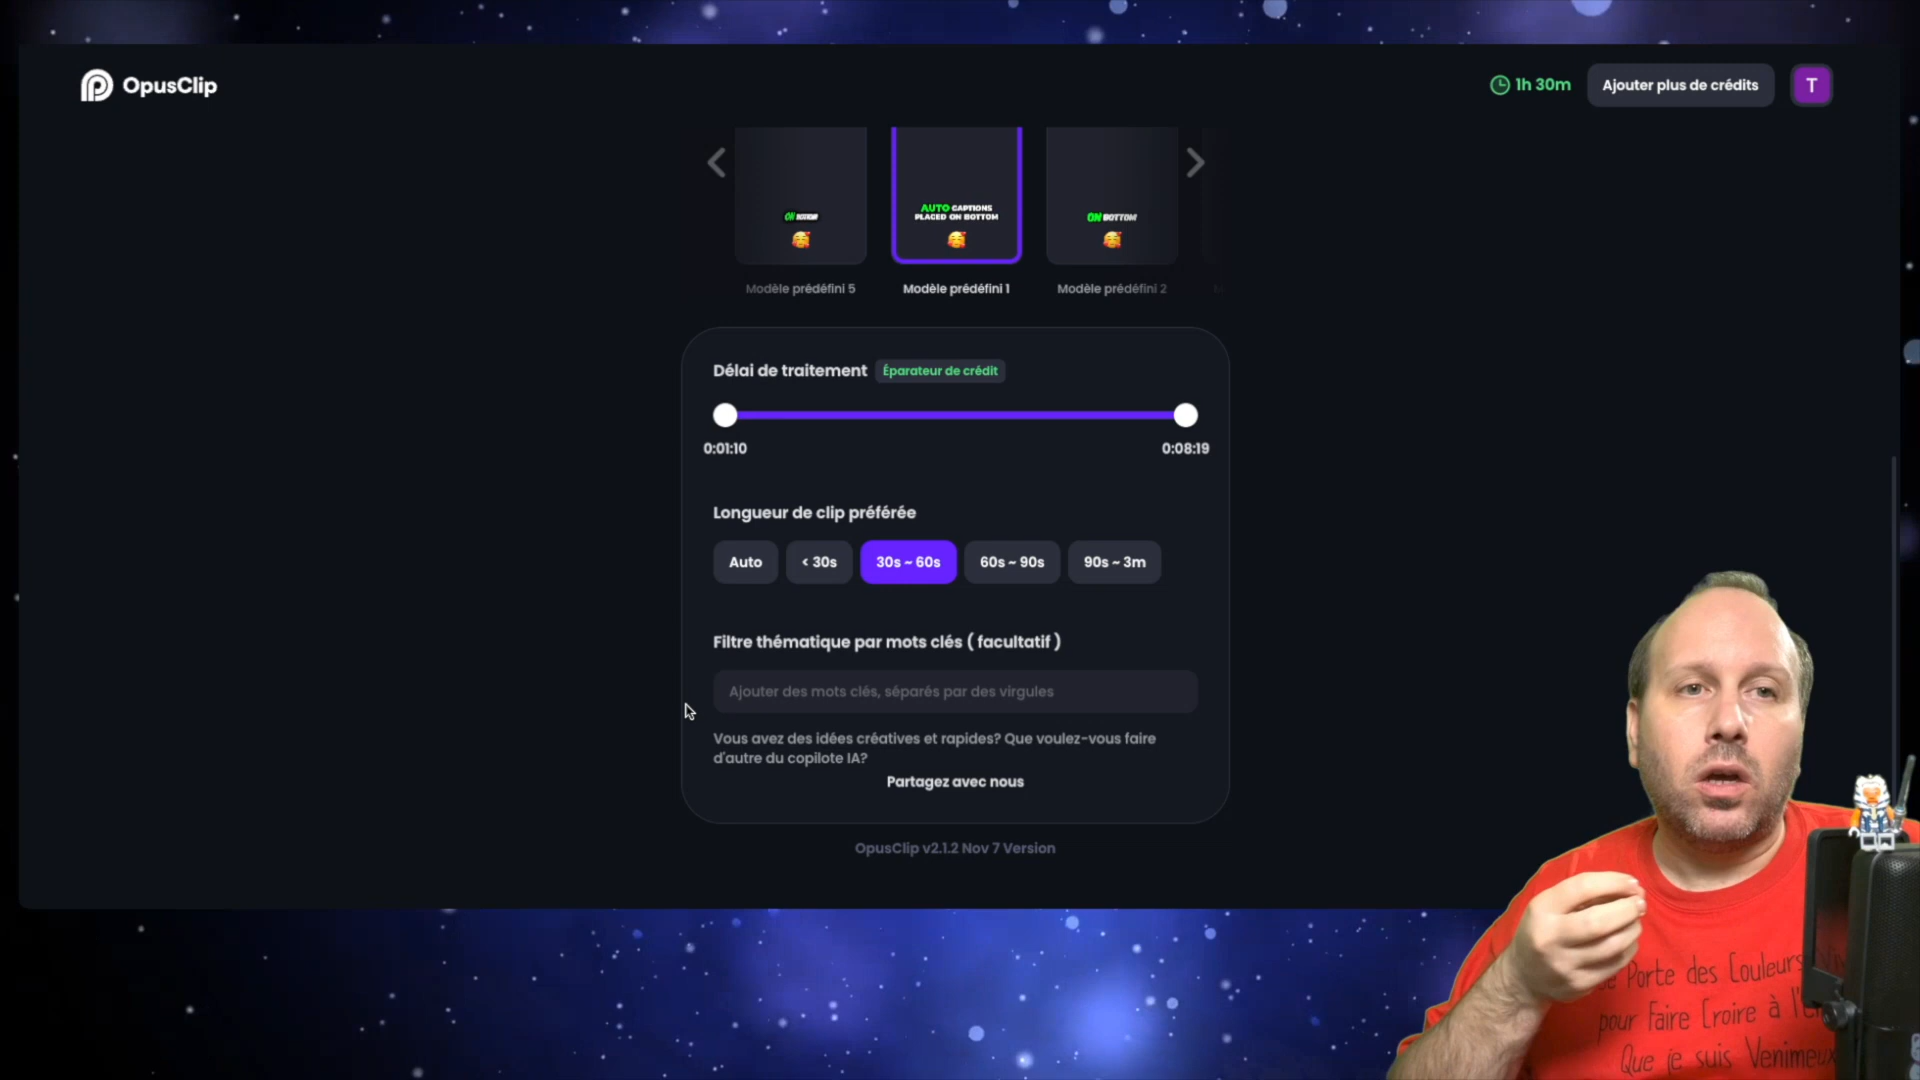 OpusClip
1h 30m
Ajouter plus de crédits
T
ON BOTTOM
AUTO CAPTIONS
PLACED ON BOTTOM
ON BOTTOM
Modèle prédéfini 5
Modèle prédéfini 1
Modèle prédéfini 2
Délai de traitement
Éparateur de crédit
0:01:10
0:08:19
Longueur de clip préférée
Auto
< 30s
30s ~ 60s
60s ~ 90s
90s ~ 3m
Filtre thématique par mots clés ( facultatif )
Ajouter des mots clés, séparés par des virgules
Vous avez des idées créatives et rapides? Que voulez-vous faire
d'autre du copilote IA?
Partagez avec nous
OpusClip v2.1.2 Nov 7 Version
Porte des Couleurs
pour Faire Croire à
Que je suis Venimeux